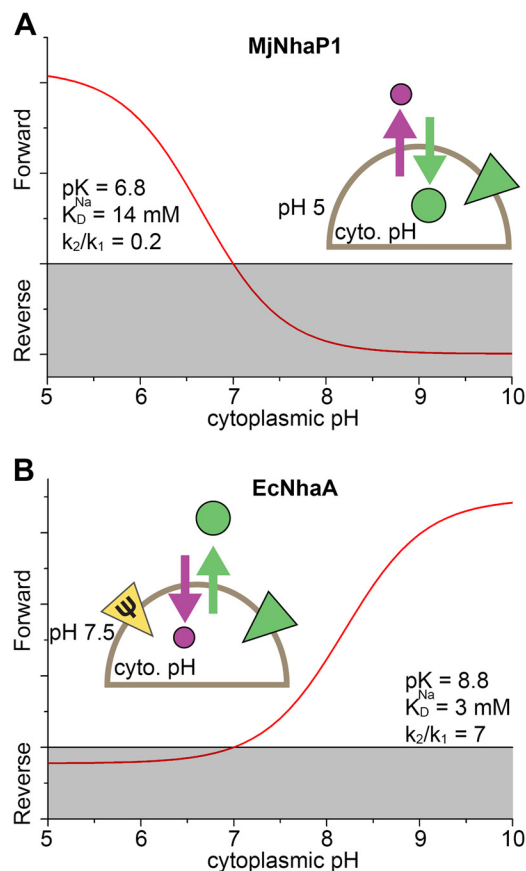 A
MjNhaP1
Forward
Reverse
pK = 6.8
K_D^Na = 14 mM
k₂/k₁ = 0.2
pH 5
cyto. pH
5 6 7 8 9 10
cytoplasmic pH
B
EcNhaA
Forward
Reverse
Ψ
pH 7.5
cyto. pH
pK = 8.8
K_D^Na = 3 mM
k₂/k₁ = 7
5 6 7 8 9 10
cytoplasmic pH